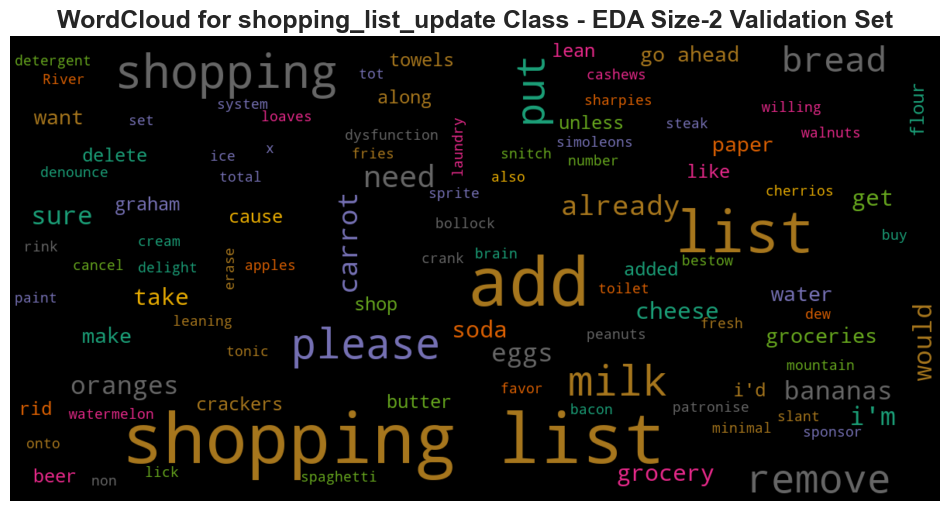 WordCloud for shopping_list_update Class - EDA Size-2 Validation Set
detergent
River
shopping
tot
towels
lean
go ahead
bread
put
cashews
along
system
loaves
want
set
sharpies
willing
flour
unless
simoleons
steak
walnuts
dysfunction
laundry
delete
denounce
ice
x
fries
snitch
number
paper
total
need
also
like
cherrios
get
sprite
already
list
sure
graham
cause
carrot
bollock
buy
rink
cream
cancel
delight
erase
apples
crank
brain
add
added
bestow
toilet
paint
take
shop
cheese
water
dew
would
leaning
make
tonic
please
soda
peanuts
fresh
groceries
eggs
mountain
oranges
milk
favor
i'd
bananas
rid
watermelon
crackers
butter
bacon
patronise
slant
i'm
onto
shopping list
minimal
sponsor
beer
non
lick
spaghetti
grocery
remove